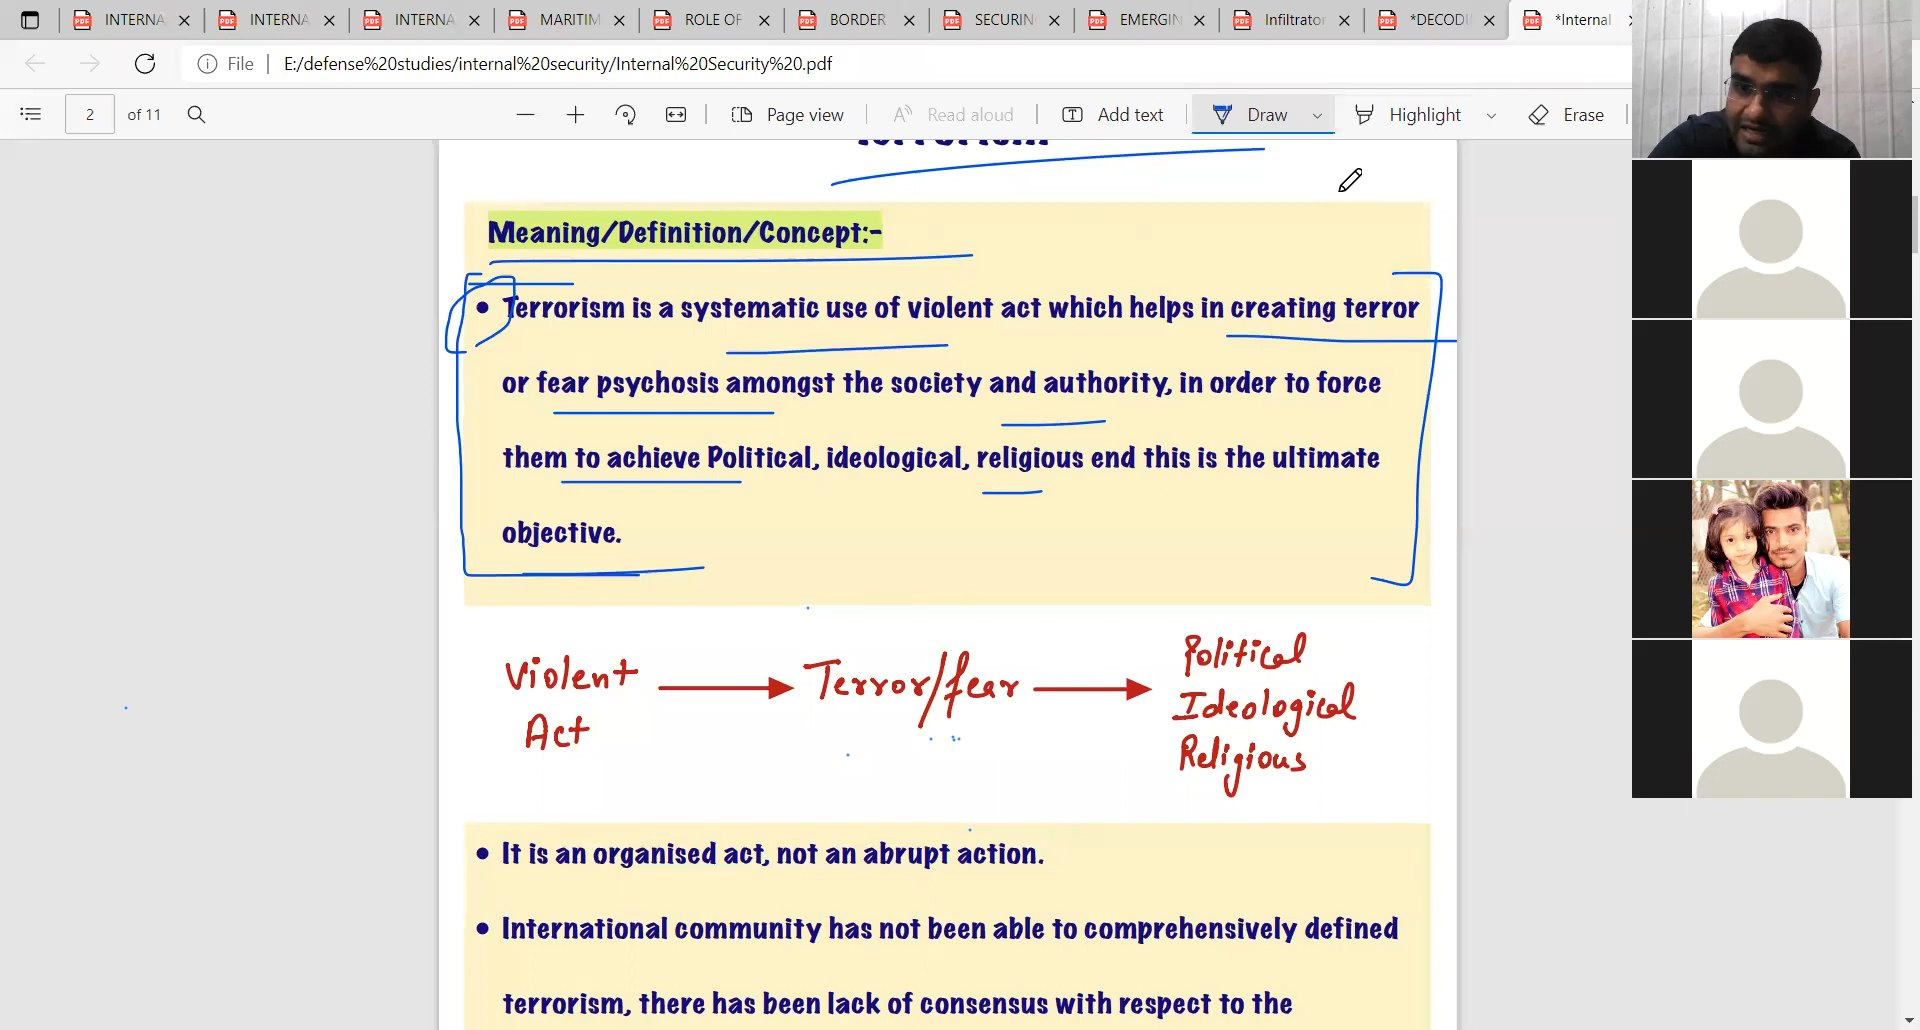 INTERNA
INTERNA
INTERNA
MARITIM
ROLE OF
BORDER
SECURIN
EMERGIN
Infiltrator
*DECODI
*Internal
File
E:/defense%20studies/internal%20security/Internal%20Security%20.pdf
2 of 11
Page view
Read aloud
Add text
Draw
Highlight
Erase
Meaning/Definition/Concept:-
• Terrorism is a systematic use of violent act which helps in creating terror
or fear psychosis amongst the society and authority, in order to force
them to achieve Political, ideological, religious end this is the ultimate
objective.
Violent
Act
Terror/fear
Political
Ideological
Religious
• It is an organised act, not an abrupt action.
• International community has not been able to comprehensively defined
terrorism, there has been lack of consensus with respect to the